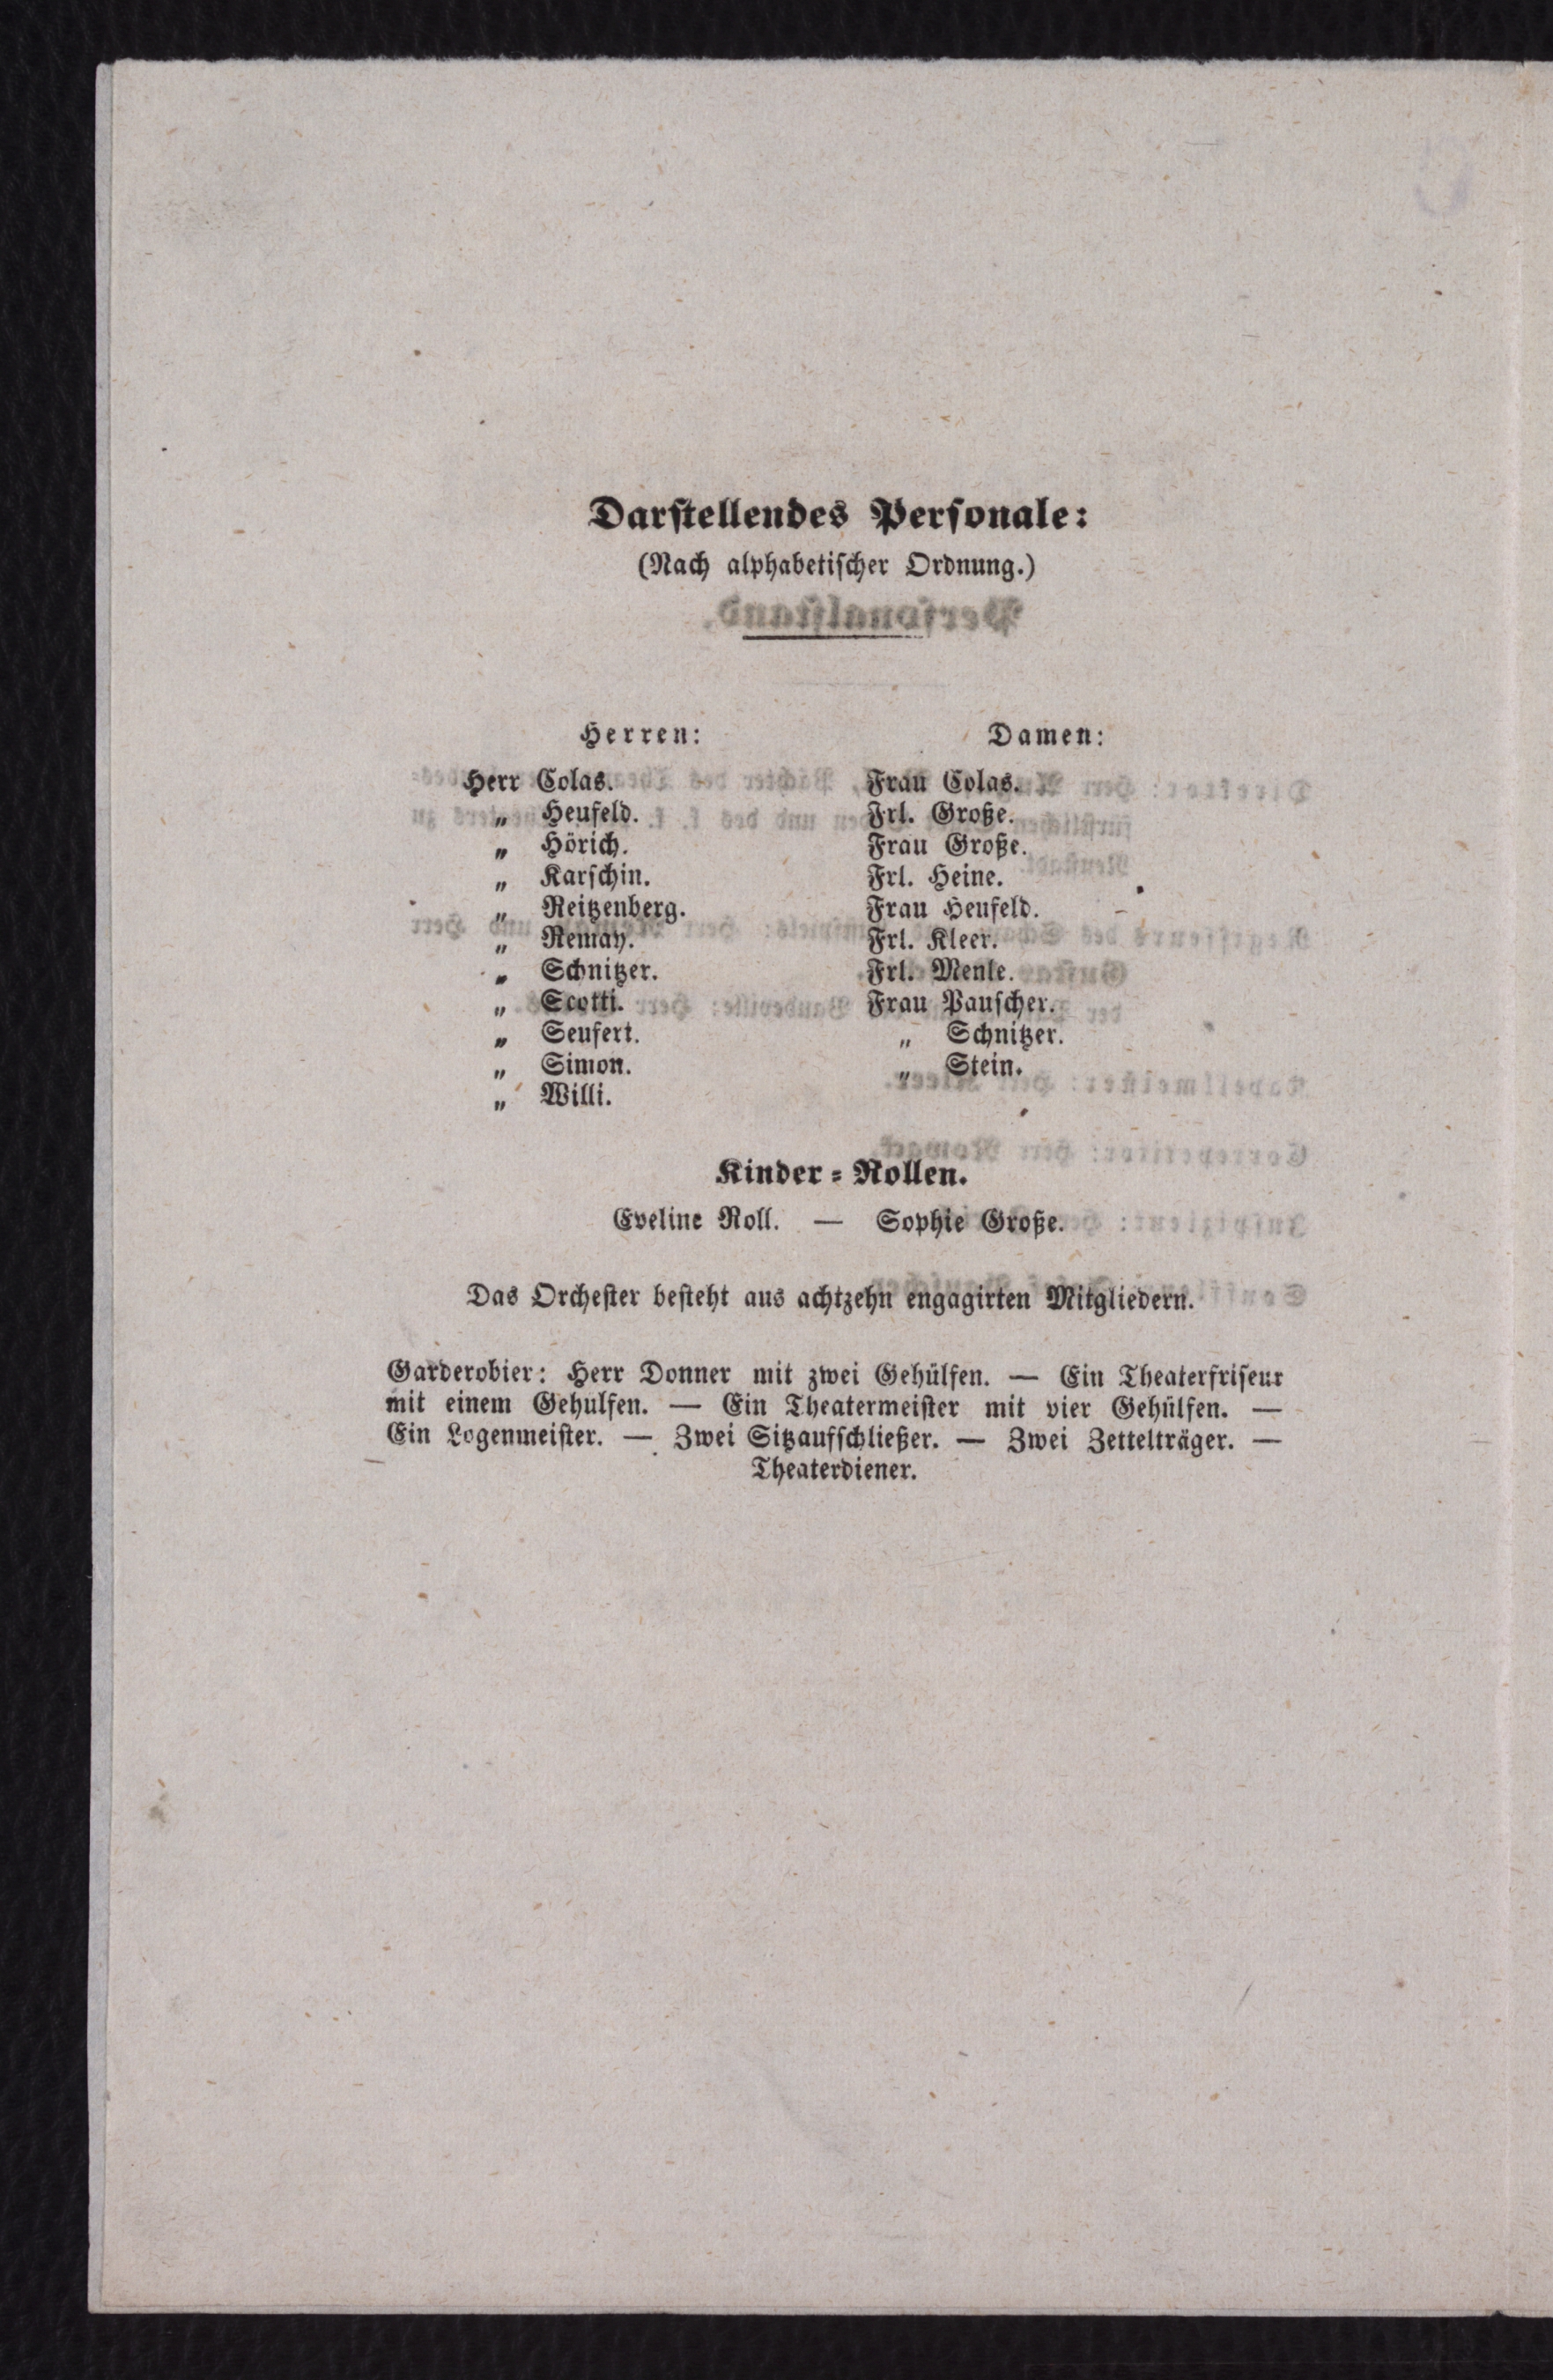 Darstellendes Personale:
(Nach alphabetischer Ordnung.)
Herren:
Herr Colas.
„ Heufeld.
„ Hörich.
„ Karschin.
„ Reitzenberg.
„ Remay.
„ Schnitzer.
„ Scotti.
„ Seufert.
„ Simon.
„ Willi.
Damen:
Frau Colas.
Frl. Große.
Frau Große.
Frl. Heine.
Frau Heufeld.
Frl. Kleer.
Frl. Menle.
Frau Pauscher.
„ Schnitzer.
„ Stein.
Kinder-Rollen.
Eveline Roll. — Sophie Große.
Das Orchester besteht aus achtzehn engagirten Mitgliedern.
Garderobier: Herr Donner mit zwei Gehülfen. — Ein Theaterfriseur
mit einem Gehulfen. — Ein Theatermeister mit vier Gehülfen. —
Ein Logenmeister. — Zwei Sitzaufschließer. — Zwei Zettelträger. —
Theaterdiener.